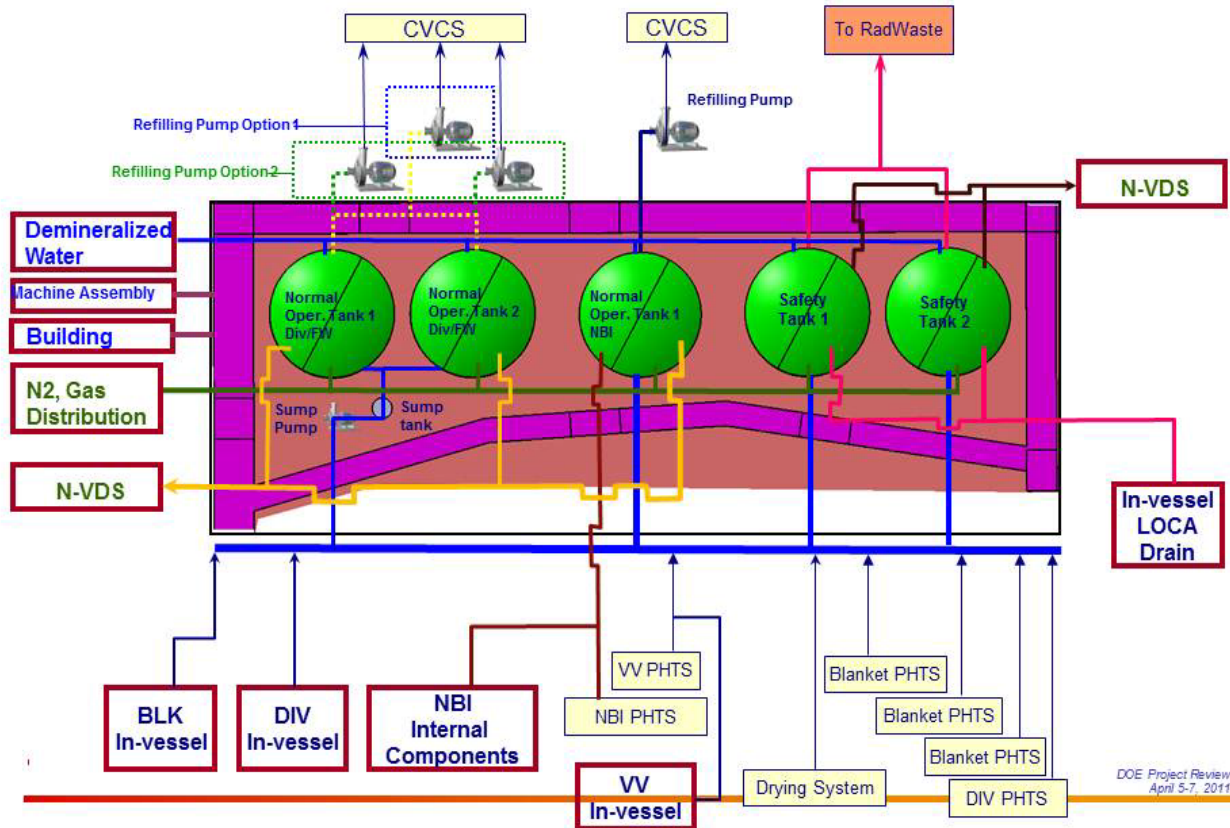 CVCS
CVCS
To RadWaste
Refilling Pump
Refilling Pump Option 1
Refilling Pump Option 2
N-VDS
Demineralized
Water
Machine Assembly
Building
N2, Gas
Distribution
N-VDS
Normal
Oper. Tank 1
Div/FW
Normal
Oper. Tank 2
Div/FW
Normal
Oper. Tank 1
NBI
Safety
Tank 1
Safety
Tank 2
Sump
Pump
Sump
tank
In-vessel
LOCA
Drain
BLK
In-vessel
DIV
In-vessel
NBI
Internal
Components
VV PHTS
NBI PHTS
VV
In-vessel
Drying System
Blanket PHTS
Blanket PHTS
Blanket PHTS
DIV PHTS
DOE Project Review
April 5-7, 2011